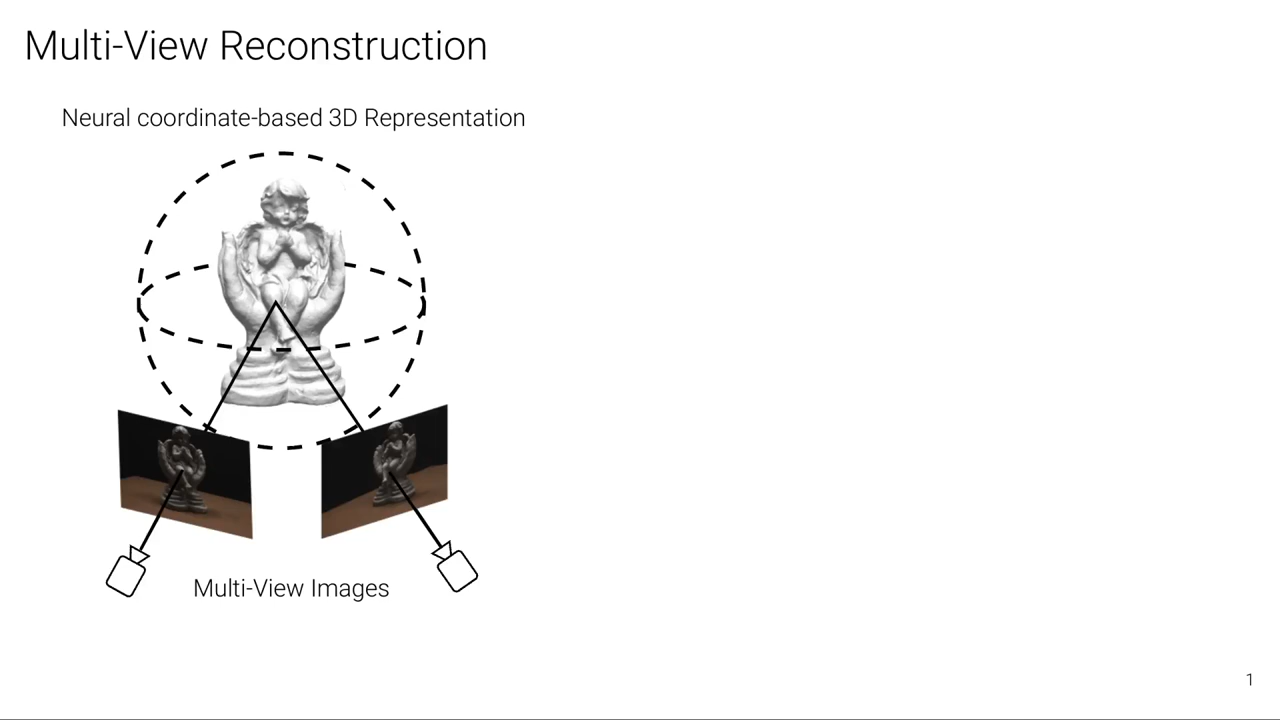 Multi-View Reconstruction
Neural coordinate-based 3D Representation
Multi-View Images
1